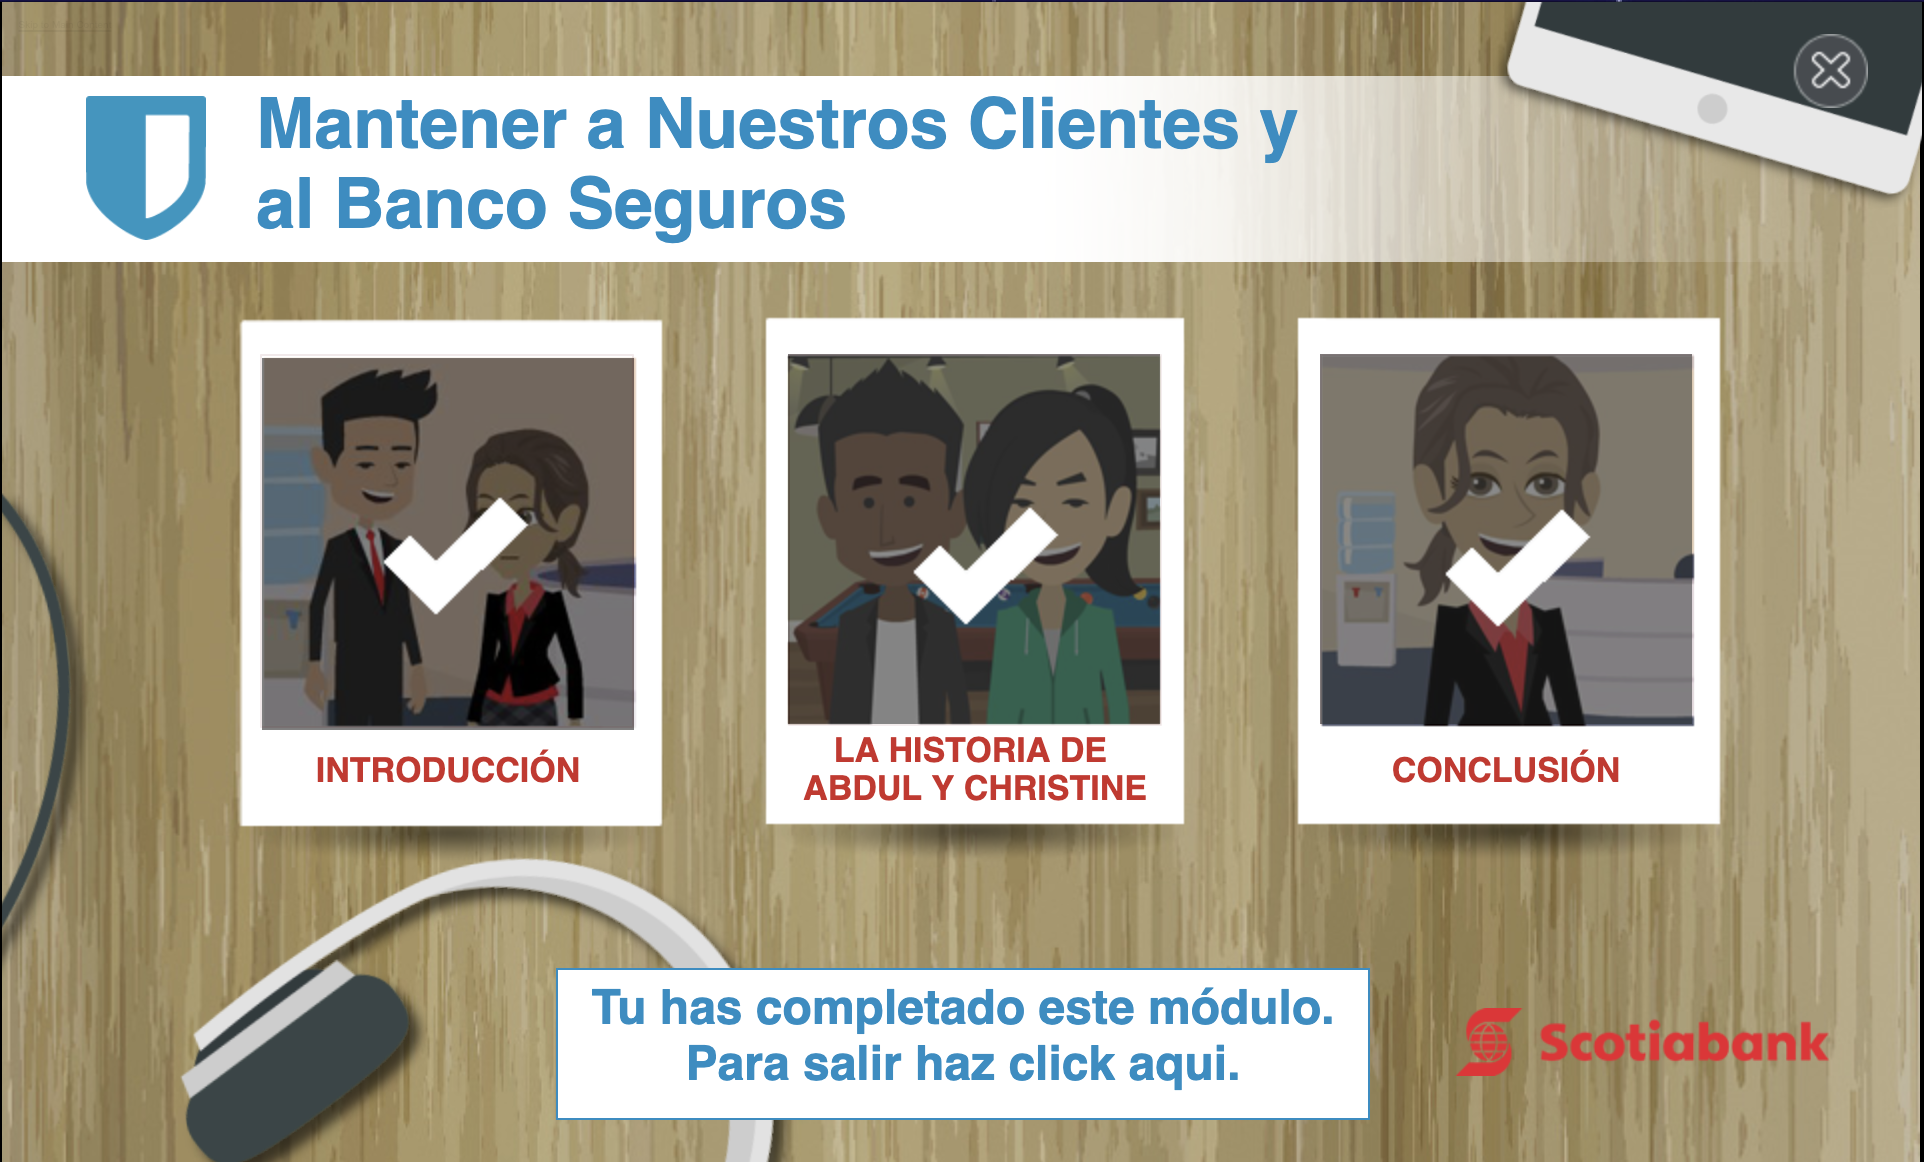 Mantener a Nuestros Clientes y
al Banco Seguros
INTRODUCCIÓN
LA HISTORIA DE
ABDUL Y CHRISTINE
CONCLUSIÓN
Tu has completado este módulo.
Para salir haz click aqui.
Scotiabank